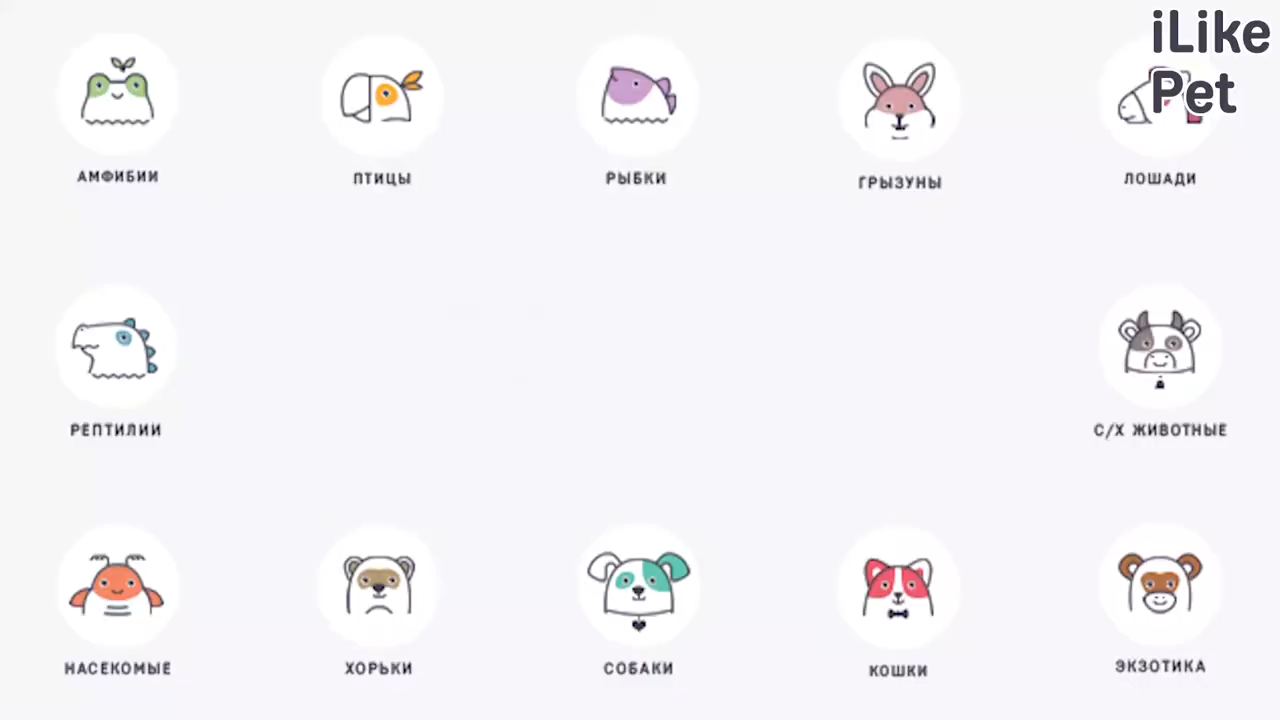 iLike
Pet
АМФИБИИ
ПТИЦЫ
РЫБКИ
ГРЫЗУНЫ
ЛОШАДИ
РЕПТИЛИИ
С/Х ЖИВОТНЫЕ
НАСЕКОМЫЕ
ХОРЬКИ
СОБАКИ
КОШКИ
ЭКЗОТИКА